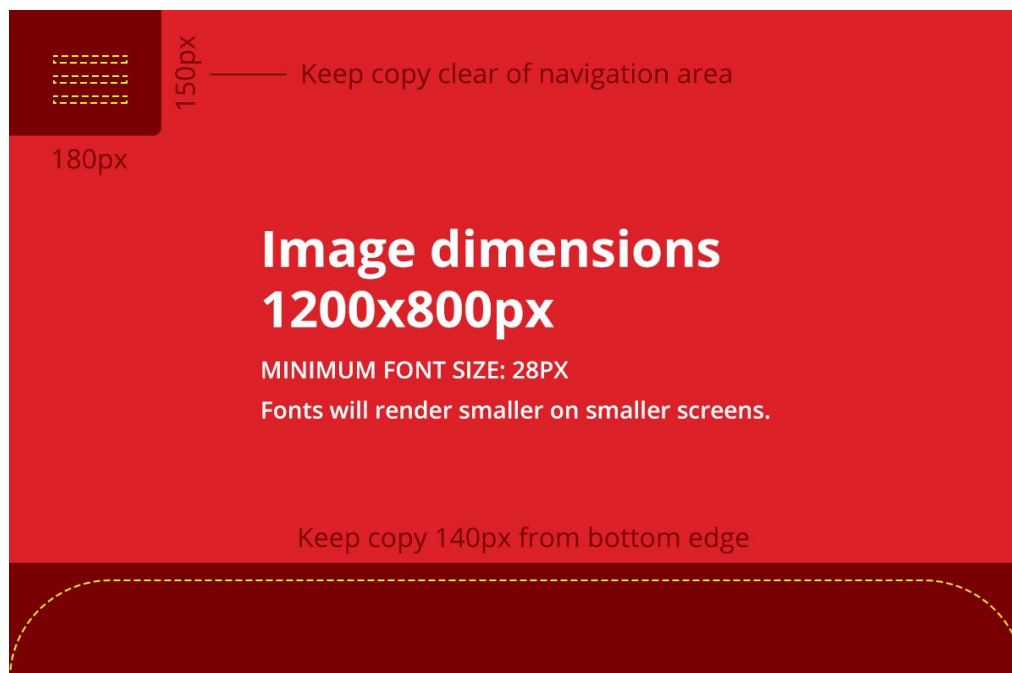 150px
Keep copy clear of navigation area
180px
Image dimensions
1200x800px
MINIMUM FONT SIZE: 28PX
Fonts will render smaller on smaller screens.
Keep copy 140px from bottom edge